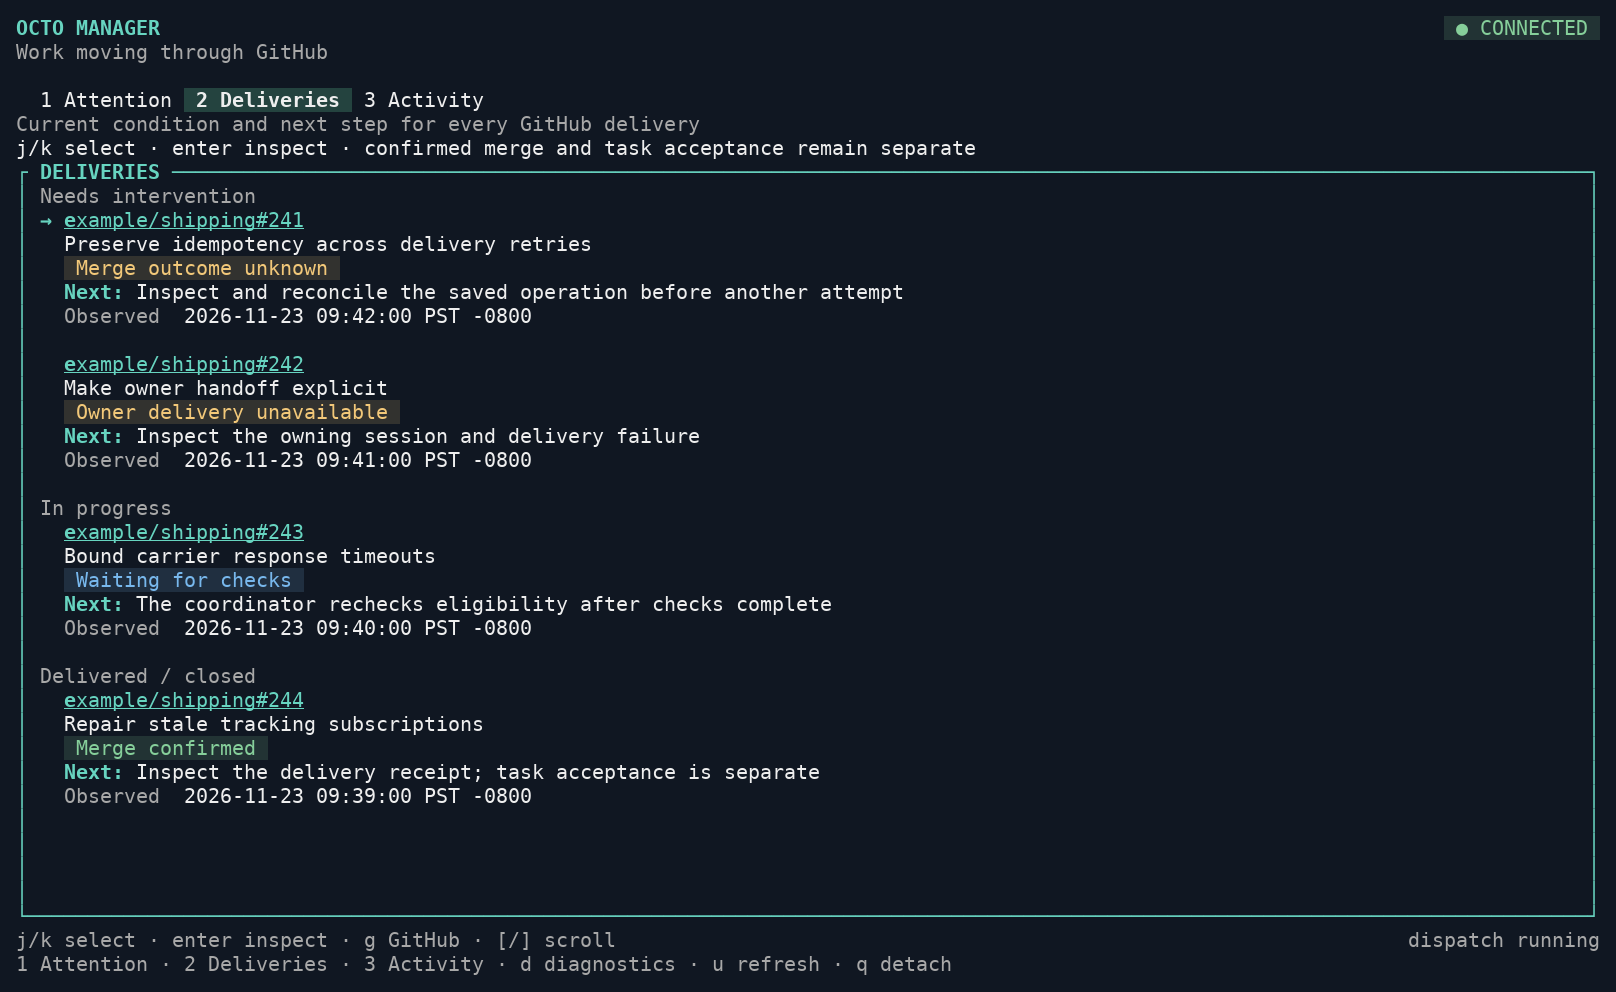 OCTO MANAGER ● CONNECTED
Work moving through GitHub
1 Attention 2 Deliveries 3 Activity
Current condition and next step for every GitHub delivery
j/k select · enter inspect · confirmed merge and task acceptance remain separate
DELIVERIES
Needs intervention
→ example/shipping#241
Preserve idempotency across delivery retries
Merge outcome unknown
Next: Inspect and reconcile the saved operation before another attempt
Observed 2026-11-23 09:42:00 PST -0800
example/shipping#242
Make owner handoff explicit
Owner delivery unavailable
Next: Inspect the owning session and delivery failure
Observed 2026-11-23 09:41:00 PST -0800
In progress
example/shipping#243
Bound carrier response timeouts
Waiting for checks
Next: The coordinator rechecks eligibility after checks complete
Observed 2026-11-23 09:40:00 PST -0800
Delivered / closed
example/shipping#244
Repair stale tracking subscriptions
Merge confirmed
Next: Inspect the delivery receipt; task acceptance is separate
Observed 2026-11-23 09:39:00 PST -0800
j/k select · enter inspect · g GitHub · [/] scroll dispatch running
1 Attention · 2 Deliveries · 3 Activity · d diagnostics · u refresh · q detach